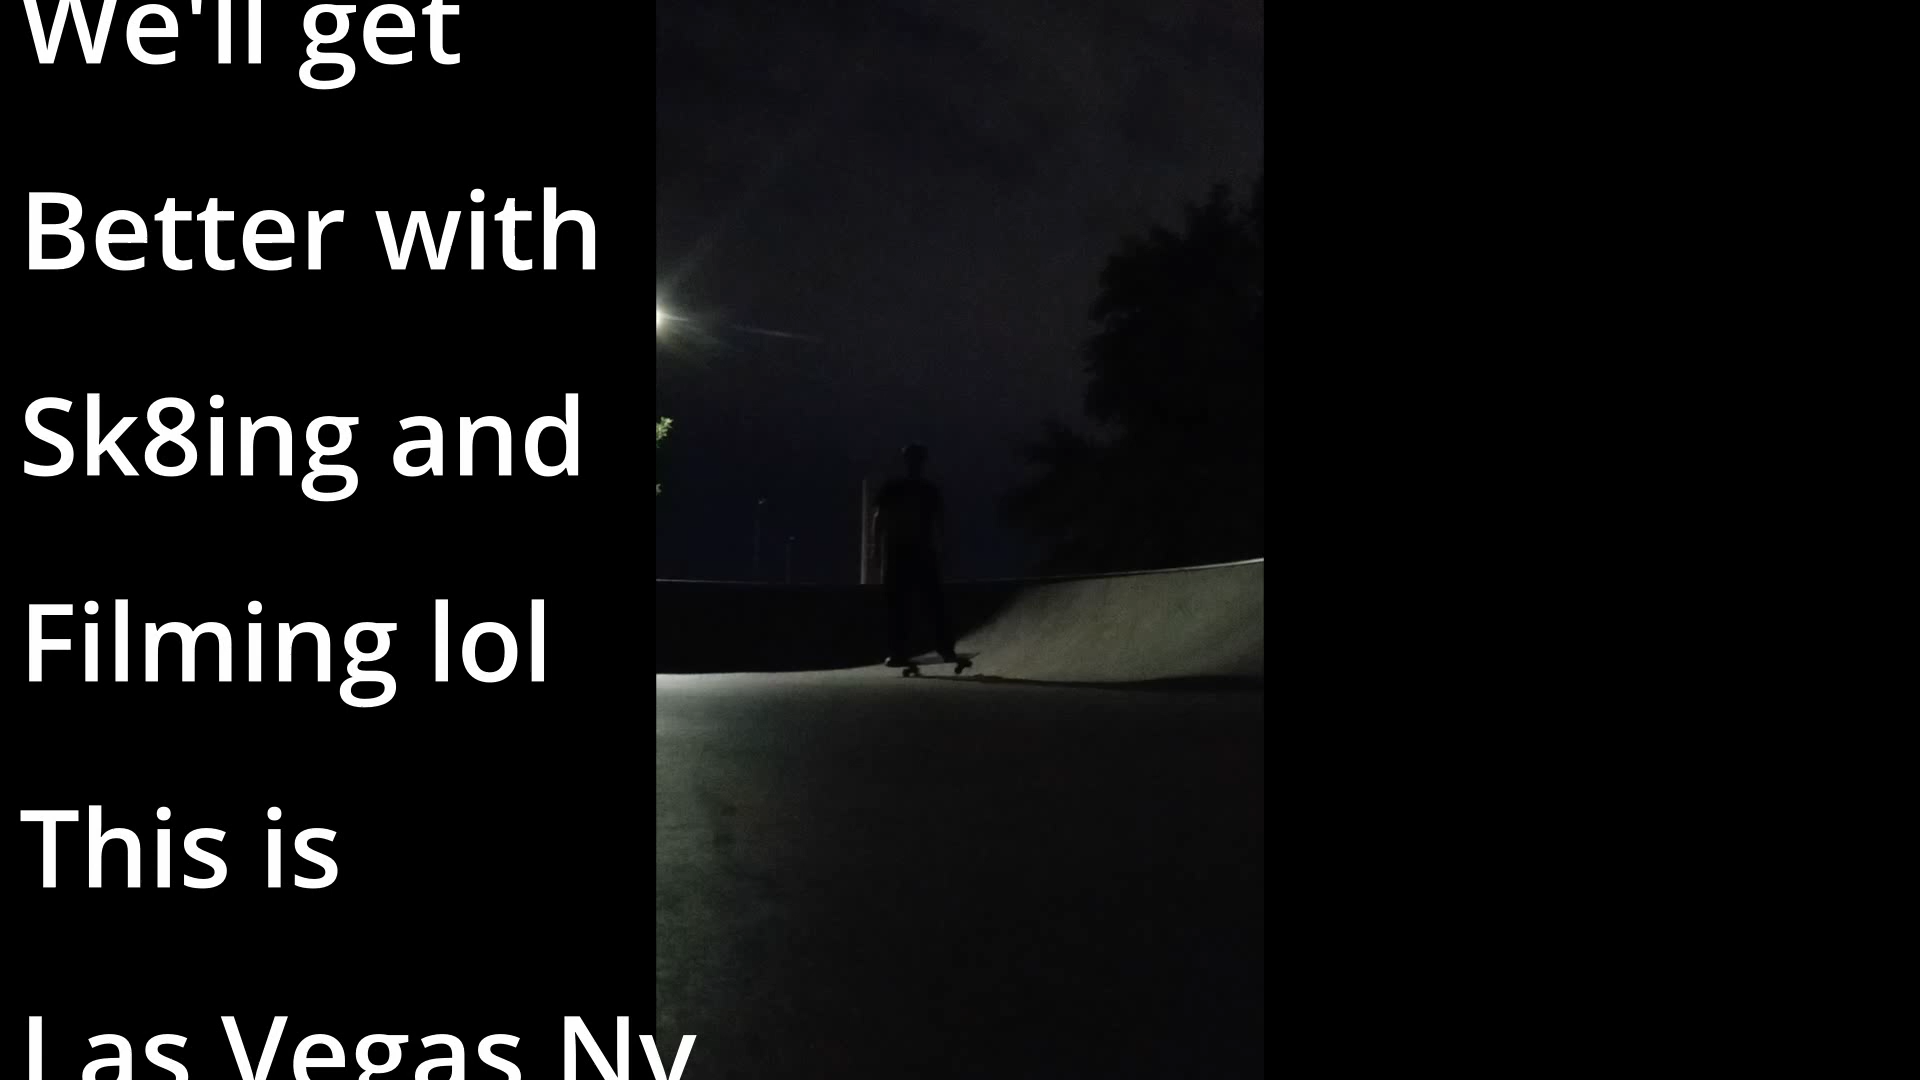 We'll get
Better with
Sk8ing and
Filming lol
This is
Las Vegas Nv